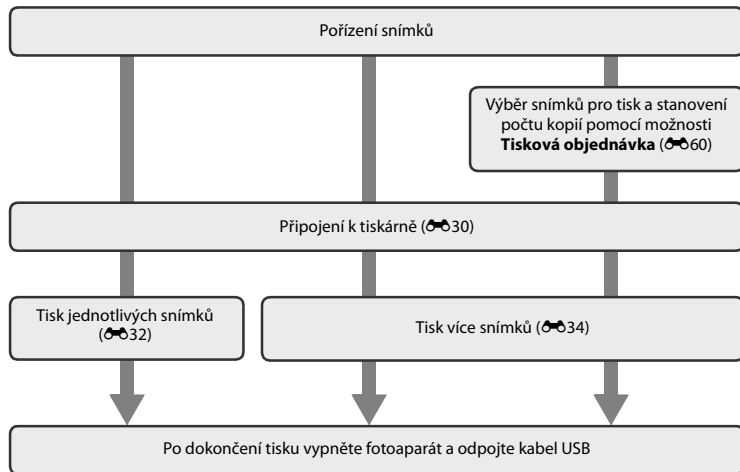 Pořízení snímků
Výběr snímků pro tisk a stanovení
počtu kopií pomocí možnosti
Tisková objednávka (60)
Připojení k tiskárně (30)
Tisk jednotlivých snímků
(32)
Tisk více snímků (34)
Po dokončení tisku vypněte fotoaparát a odpojte kabel USB